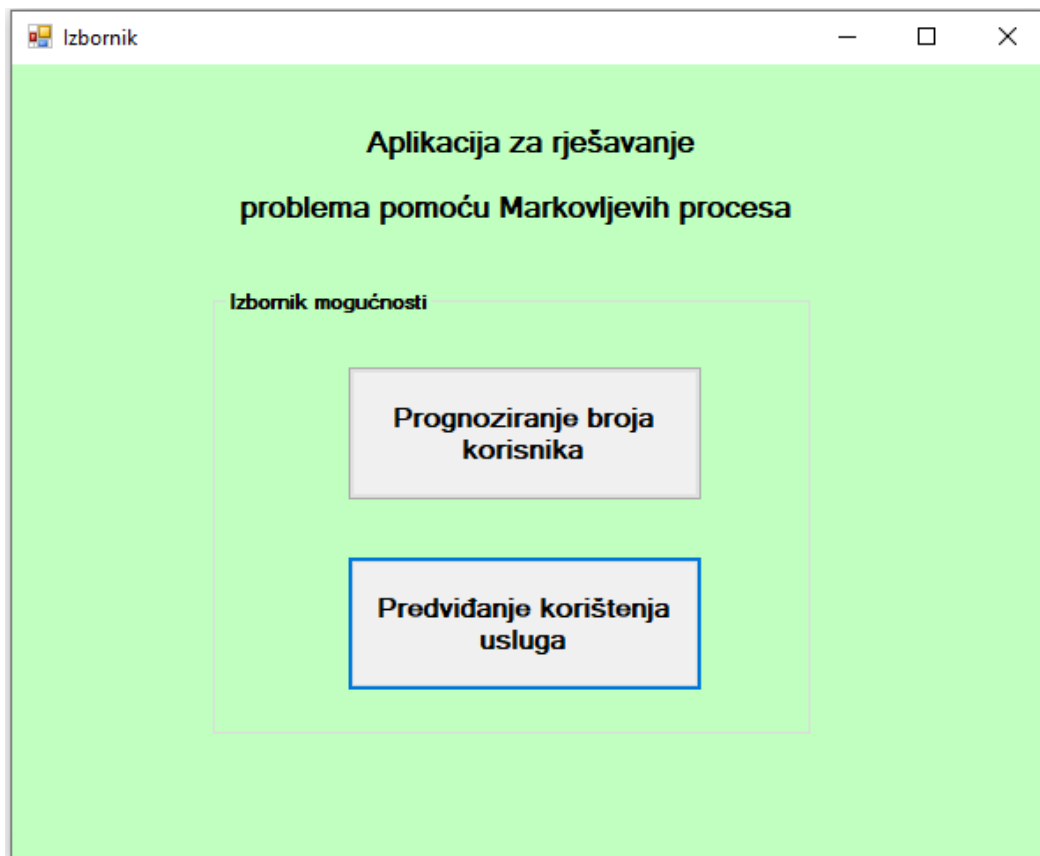 Izbornik
Aplikacija za rješavanje
problema pomoću Markovljevih procesa
Izbornik mogućnosti
Prognoziranje broja
korisnika
Predviđanje korištenja
usluga